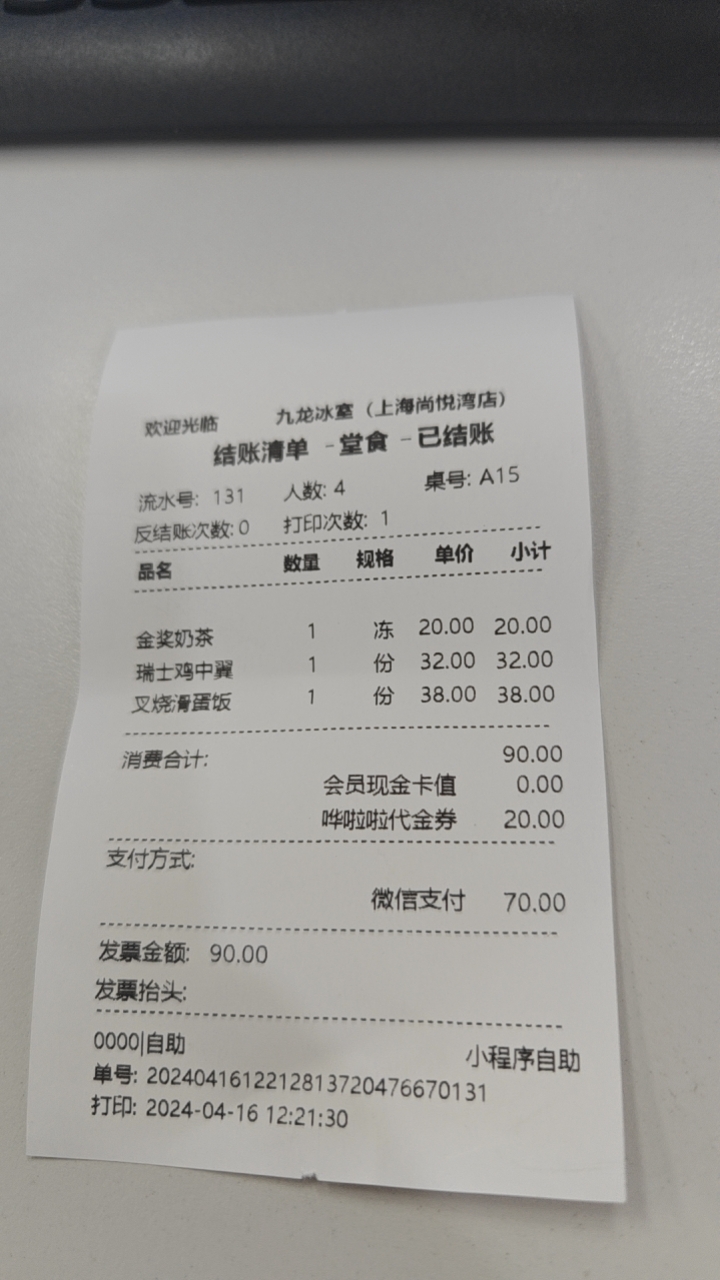 欢迎光临 九龙冰室（上海尚悦湾店）
结账清单 -堂食 -已结账
流水号: 131 人数: 4 桌号: A15
反结账次数: 0 打印次数: 1
品名 数量 规格 单价 小计
金奖奶茶 1 冻 20.00 20.00
瑞士鸡中翼 1 份 32.00 32.00
叉烧滑蛋饭 1 份 38.00 38.00
消费合计: 90.00
会员现金卡值 0.00
哗啦啦代金券 20.00
支付方式:
微信支付 70.00
发票金额: 90.00
发票抬头:
0000|自助 小程序自助
单号: 2024041612212813720476670131
打印: 2024-04-16 12:21:30